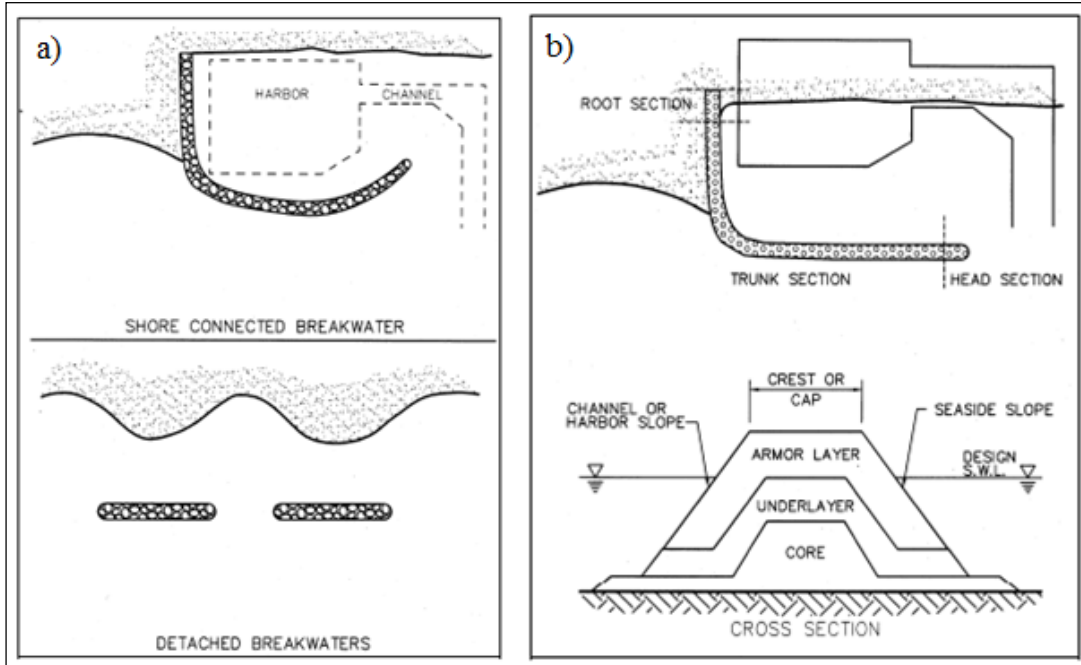 a)
HARBOR
CHANNEL
SHORE CONNECTED BREAKWATER
DETACHED BREAKWATERS
b)
ROOT SECTION
TRUNK SECTION
HEAD SECTION
CREST OR
CAP
CHANNEL OR
HARBOR SLOPE
SEASIDE SLOPE
ARMOR LAYER
DESIGN
S.W.L.
UNDERLAYER
CORE
CROSS SECTION